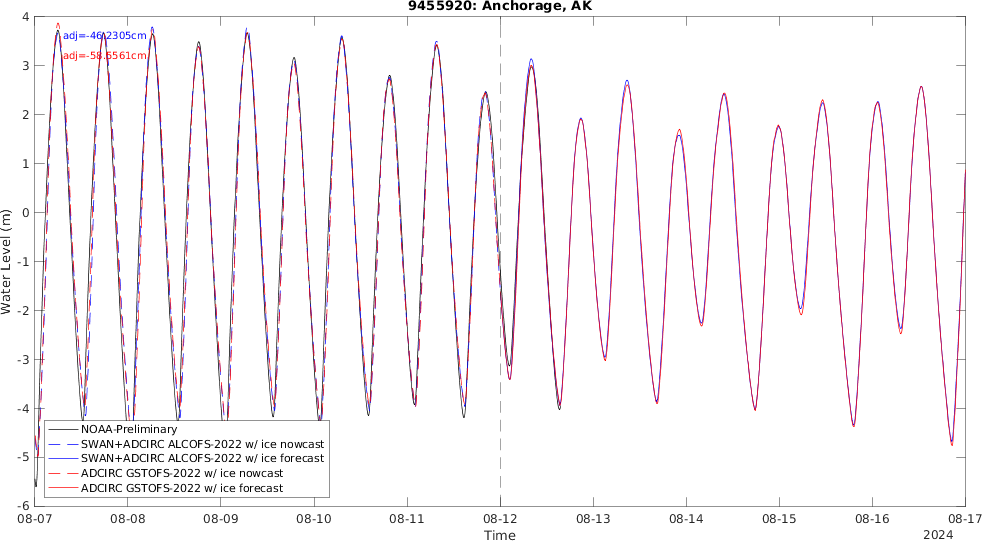 9455920: Anchorage, AK
4
3
2
1
0
-1
-2
-3
-4
-5
-6
Water Level (m)
adj=-46.2305cm
adj=-58.6561cm
NOAA-Preliminary
SWAN+ADCIRC ALCOFS-2022 w/ ice nowcast
SWAN+ADCIRC ALCOFS-2022 w/ ice forecast
ADCIRC GSTOFS-2022 w/ ice nowcast
ADCIRC GSTOFS-2022 w/ ice forecast
08-07 08-08 08-09 08-10 08-11 08-12 08-13 08-14 08-15 08-16 08-17
Time
2024